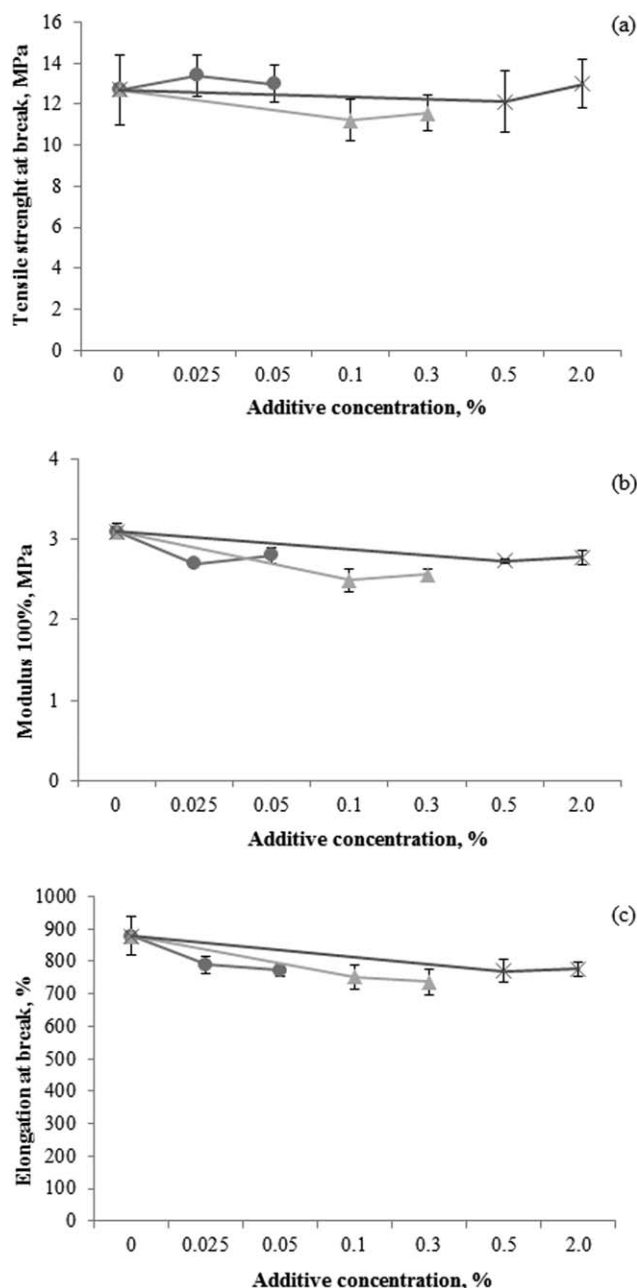 (a)
Tensile strenght at break, MPa
16
14
12
10
8
6
4
2
0
0 0.025 0.05 0.1 0.3 0.5 2.0
Additive concentration, %
(b)
Modulus 100%, MPa
4
3
2
1
0
0 0.025 0.05 0.1 0.3 0.5 2.0
Additive concentration, %
(c)
Elongation at break, %
1000
900
800
700
600
500
400
300
200
100
0
0 0.025 0.05 0.1 0.3 0.5 2.0
Additive concentration, %